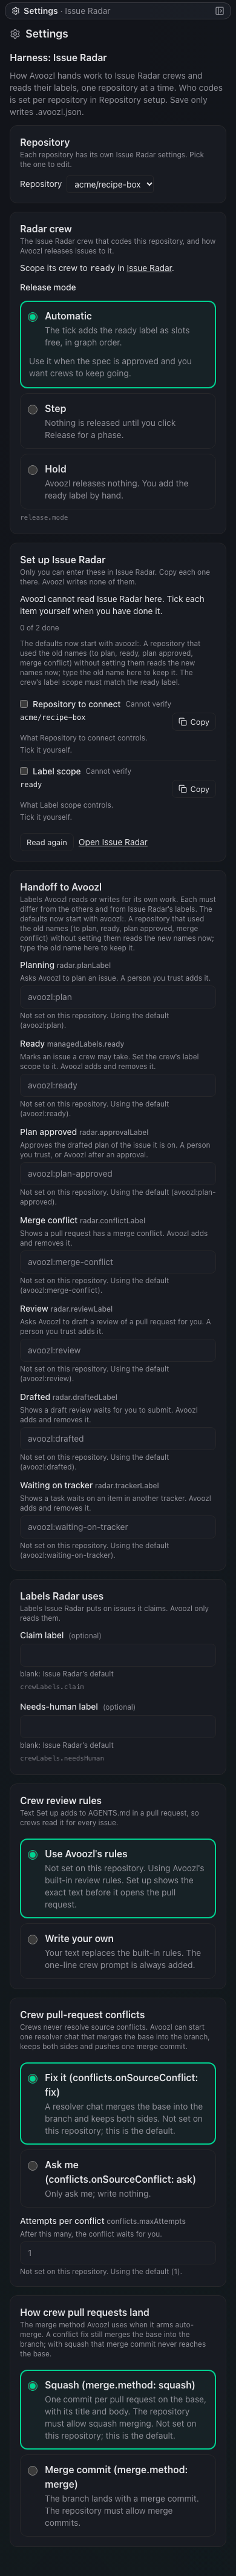 Settings · Issue Radar
Settings
Harness: Issue Radar
How Avoozl hands work to Issue Radar crews and
reads their labels, one repository at a time. Who codes
is set per repository in Repository setup. Save only
writes .avoozl.json.
Repository
Each repository has its own Issue Radar settings. Pick
the one to edit.
Repository acme/recipe-box
Radar crew
The Issue Radar crew that codes this repository, and how
Avoozl releases issues to it.
Scope its crew to ready in Issue Radar.
Release mode
Automatic
The tick adds the ready label as slots
free, in graph order.
Use it when the spec is approved and you
want crews to keep going.
Step
Nothing is released until you click
Release for a phase.
Hold
Avoozl releases nothing. You add the
ready label by hand.
release.mode
Set up Issue Radar
Only you can enter these in Issue Radar. Copy each one
there. Avoozl writes none of them.
Avoozl cannot read Issue Radar here. Tick each
item yourself when you have done it.
0 of 2 done
The defaults now start with avoozl:. A repository that
used the old names (to plan, ready, plan approved,
merge conflict) without setting them reads the
new names now; type the old name here to keep it. The
crew's label scope must match the ready label.
Repository to connect Cannot verify
acme/recipe-box
Copy
What Repository to connect controls.
Tick it yourself.
Label scope Cannot verify
ready
Copy
What Label scope controls.
Tick it yourself.
Read again Open Issue Radar
Handoff to Avoozl
Labels Avoozl reads or writes for its own work. Each must
differ from the others and from Issue Radar's labels. The
defaults now start with avoozl:. A repository that used
the old names (to plan, ready, plan approved, merge
conflict) without setting them reads the new names now;
type the old name here to keep it.
Planning radar.planLabel
Asks Avoozl to plan an issue. A person you trust adds it.
avoozl:plan
Not set on this repository. Using the default
(avoozl:plan).
Ready managedLabels.ready
Marks an issue a crew may take. Set the crew's label
scope to it. Avoozl adds and removes it.
avoozl:ready
Not set on this repository. Using the default
(avoozl:ready).
Plan approved radar.approvalLabel
Approves the drafted plan of the issue it is on. A person
you trust, or Avoozl after an approval.
avoozl:plan-approved
Not set on this repository. Using the default (avoozl:plan-
approved).
Merge conflict radar.conflictLabel
Shows a pull request has a merge conflict. Avoozl adds
and removes it.
avoozl:merge-conflict
Not set on this repository. Using the default
(avoozl:merge-conflict).
Review radar.reviewLabel
Asks Avoozl to draft a review of a pull request for you. A
person you trust adds it.
avoozl:review
Not set on this repository. Using the default
(avoozl:review).
Drafted radar.draftedLabel
Shows a draft review waits for you to submit. Avoozl
adds and removes it.
avoozl:drafted
Not set on this repository. Using the default
(avoozl:drafted).
Waiting on tracker radar.trackerLabel
Shows a task waits on an item in another tracker. Avoozl
adds and removes it.
avoozl:waiting-on-tracker
Not set on this repository. Using the default
(avoozl:waiting-on-tracker).
Labels Radar uses
Labels Issue Radar puts on issues it claims. Avoozl only
reads them.
Claim label (optional)
blank: Issue Radar's default
crewLabels.claim
Needs-human label (optional)
blank: Issue Radar's default
crewLabels.needsHuman
Crew review rules
Text Set up adds to AGENTS.md in a pull request, so
crews read it for every issue.
Use Avoozl's rules
Not set on this repository. Using Avoozl's
built-in review rules. Set up shows the
exact text before it opens the pull
request.
Write your own
Your text replaces the built-in rules. The
one-line crew prompt is always added.
Crew pull-request conflicts
Crews never resolve source conflicts. Avoozl can start
one resolver chat that merges the base into the branch,
keeps both sides and pushes one merge commit.
Fix it (conflicts.onSourceConflict:
fix)
A resolver chat merges the base into the
branch and keeps both sides. Not set on
this repository; this is the default.
Ask me
(conflicts.onSourceConflict: ask)
Only ask me; write nothing.
Attempts per conflict conflicts.maxAttempts
After this many, the conflict waits for you.
1
Not set on this repository. Using the default (1).
How crew pull requests land
The merge method Avoozl uses when it arms auto-
merge. A conflict fix still merges the base into the
branch; with squash that merge commit never reaches
the base.
Squash (merge.method: squash)
One commit per pull request on the base,
with its title and body. The repository
must allow squash merging. Not set on
this repository; this is the default.
Merge commit (merge.method:
merge)
The branch lands with a merge commit.
The repository must allow merge
commits.